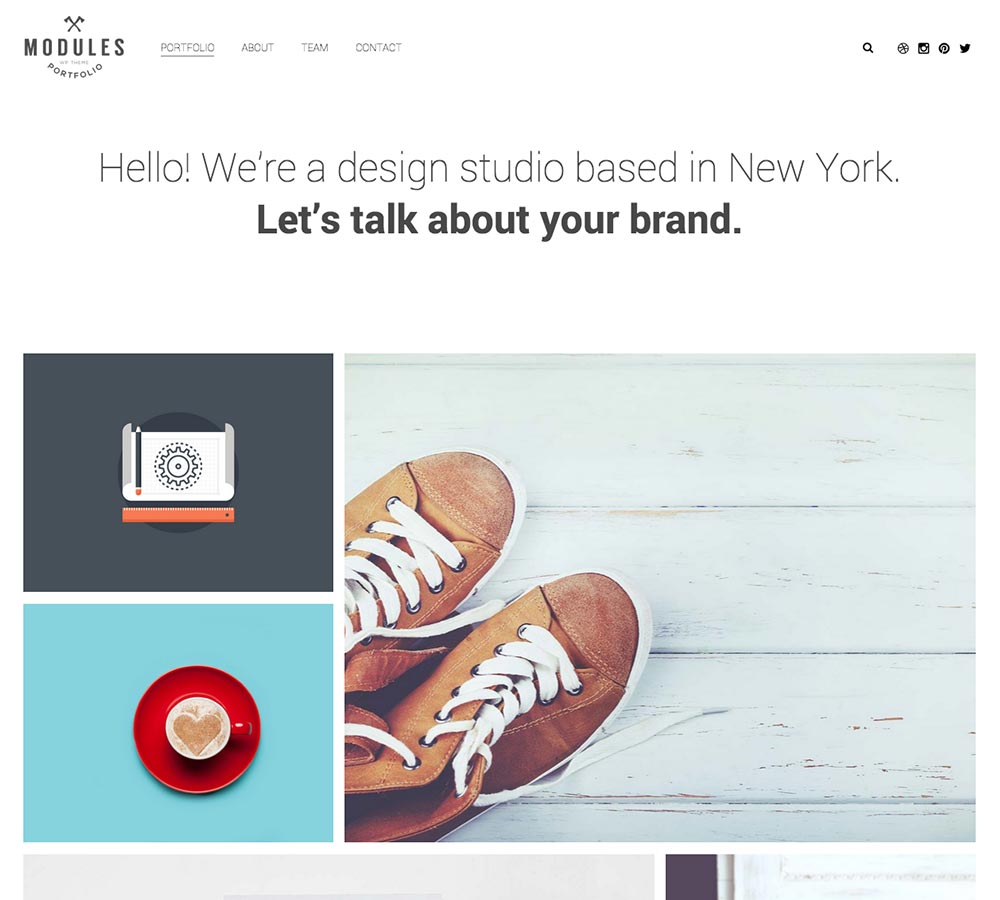 MODULES
WP THEME
PORTFOLIO
PORTFOLIO ABOUT TEAM CONTACT
Hello! We're a design studio based in New York.
Let's talk about your brand.